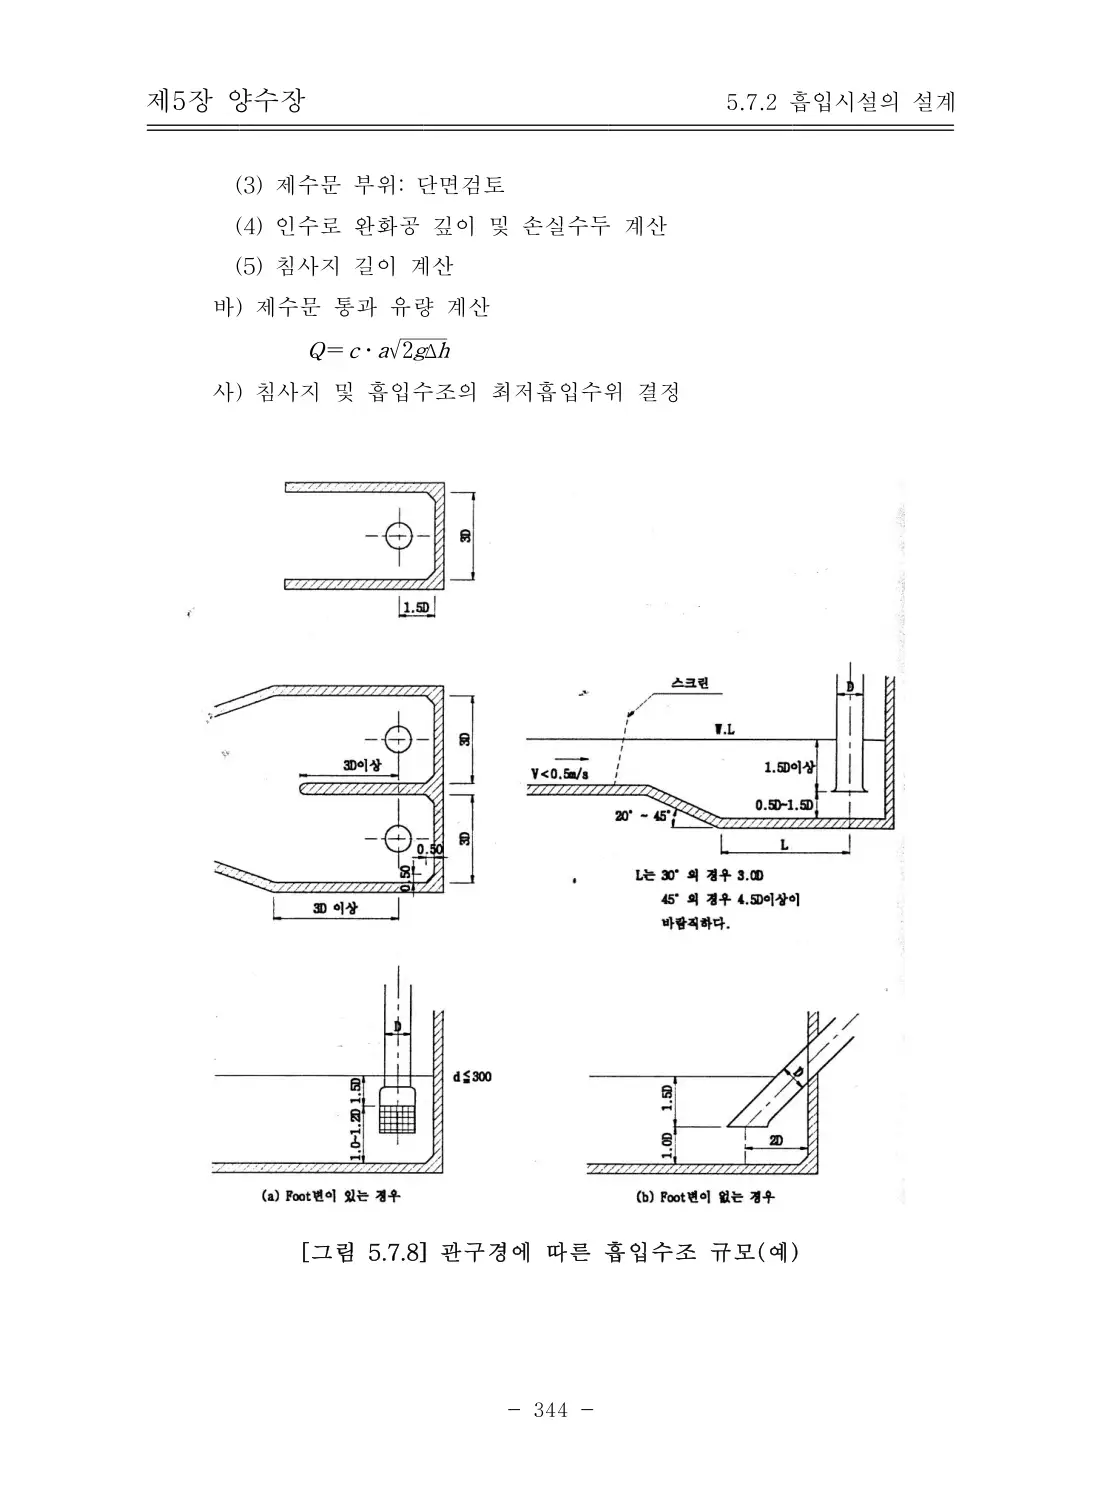 제5장 양수장
5.7.2 흡입시설의 설계
(3) 제수문 부위: 단면검토
(4) 인수로 완화공 깊이 및 손실수두 계산
(5) 침사지 길이 계산
바) 제수문 통과 유량 계산
Q= c · a√2gΔh
사) 침사지 및 흡입수조의 최저흡입수위 결정
3D
1.5D
3D
3D이상
3D
0.50
0.50
3D 이상
스크린
D
W.L
V<0.5m/s
1.5D이상
0.5D~1.5D
20° ~ 45°
L
L는 30° 의 경우 3.0D
45° 의 경우 4.5D이상이
바람직하다.
D
d≦300
1.5D
1.0~1.2D
(a) Foot변이 있는 경우
D
1.5D
1.0D
2D
(b) Foot변이 없는 경우
[그림 5.7.8] 관구경에 따른 흡입수조 규모(예)
- 344 -